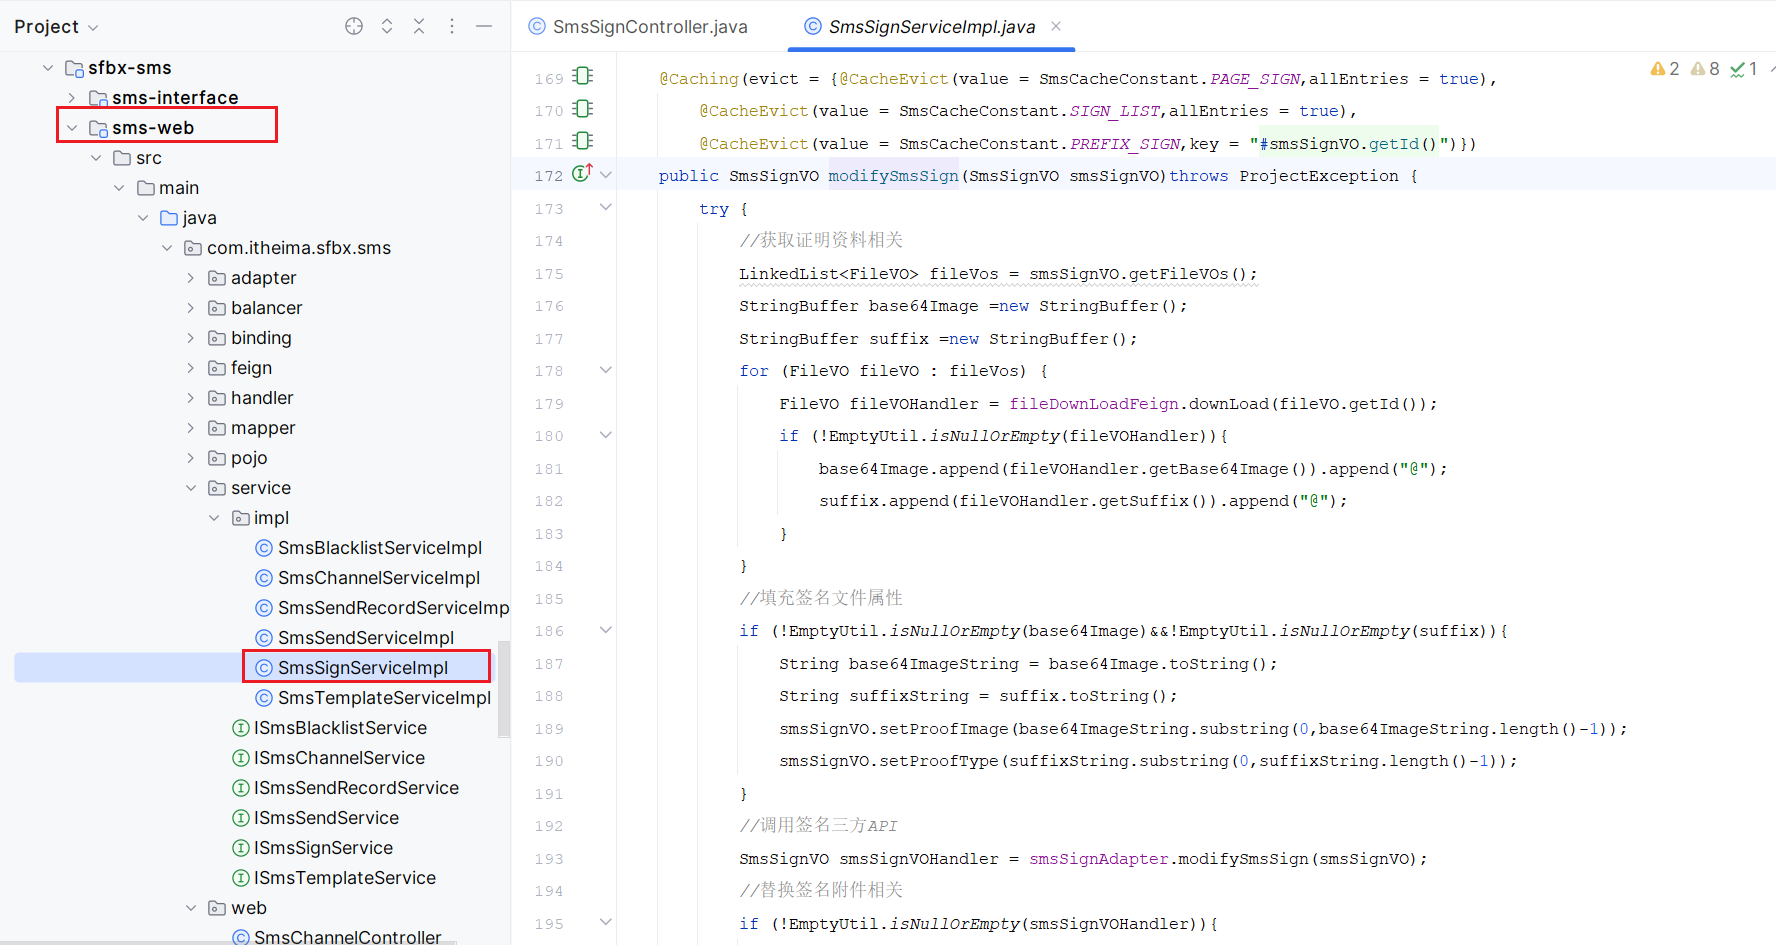 Project
sfbx-sms
sms-interface
sms-web
src
main
java
com.itheima.sfbx.sms
adapter
balancer
binding
feign
handler
mapper
pojo
service
impl
SmsBlacklistServiceImpl
SmsChannelServiceImpl
SmsSendRecordServiceImp
SmsSendServiceImpl
SmsSignServiceImpl
SmsTemplateServiceImpl
ISmsBlacklistService
ISmsChannelService
ISmsSendRecordService
ISmsSendService
ISmsSignService
ISmsTemplateService
web
SmsChannelController
SmsSignController.java
SmsSignServiceImpl.java
2 8 1
169 @Caching(evict = {@CacheEvict(value = SmsCacheConstant.PAGE_SIGN,allEntries = true),
170 @CacheEvict(value = SmsCacheConstant.SIGN_LIST,allEntries = true),
171 @CacheEvict(value = SmsCacheConstant.PREFIX_SIGN,key = "#smsSignVO.getId()")})
172 public SmsSignVO modifySmsSign(SmsSignVO smsSignVO)throws ProjectException {
173 try {
174 //获取证明资料相关
175 LinkedList<FileVO> fileVos = smsSignVO.getFileVOs();
176 StringBuffer base64Image =new StringBuffer();
177 StringBuffer suffix =new StringBuffer();
178 for (FileVO fileVO : fileVos) {
179 FileVO fileVOHandler = fileDownLoadFeign.downLoad(fileVO.getId());
180 if (!EmptyUtil.isNullOrEmpty(fileVOHandler)){
181 base64Image.append(fileVOHandler.getBase64Image()).append("@");
182 suffix.append(fileVOHandler.getSuffix()).append("@");
183 }
184 }
185 //填充签名文件属性
186 if (!EmptyUtil.isNullOrEmpty(base64Image)&&!EmptyUtil.isNullOrEmpty(suffix)){
187 String base64ImageString = base64Image.toString();
188 String suffixString = suffix.toString();
189 smsSignVO.setProofImage(base64ImageString.substring(0,base64ImageString.length()-1));
190 smsSignVO.setProofType(suffixString.substring(0,suffixString.length()-1));
191 }
192 //调用签名三方API
193 SmsSignVO smsSignVOHandler = smsSignAdapter.modifySmsSign(smsSignVO);
194 //替换签名附件相关
195 if (!EmptyUtil.isNullOrEmpty(smsSignVOHandler)){